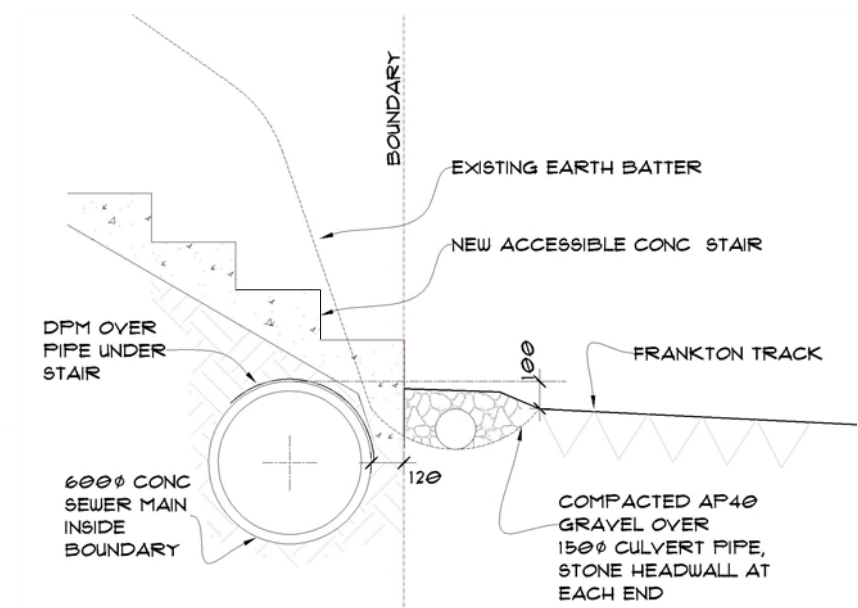 BOUNDARY
EXISTING EARTH BATTER
NEW ACCESSIBLE CONC STAIR
DPM OVER
PIPE UNDER
STAIR
100
FRANKTON TRACK
600Ø CONC
SEWER MAIN
INSIDE
BOUNDARY
120
COMPACTED AP40
GRAVEL OVER
150Ø CULVERT PIPE,
STONE HEADWALL AT
EACH END